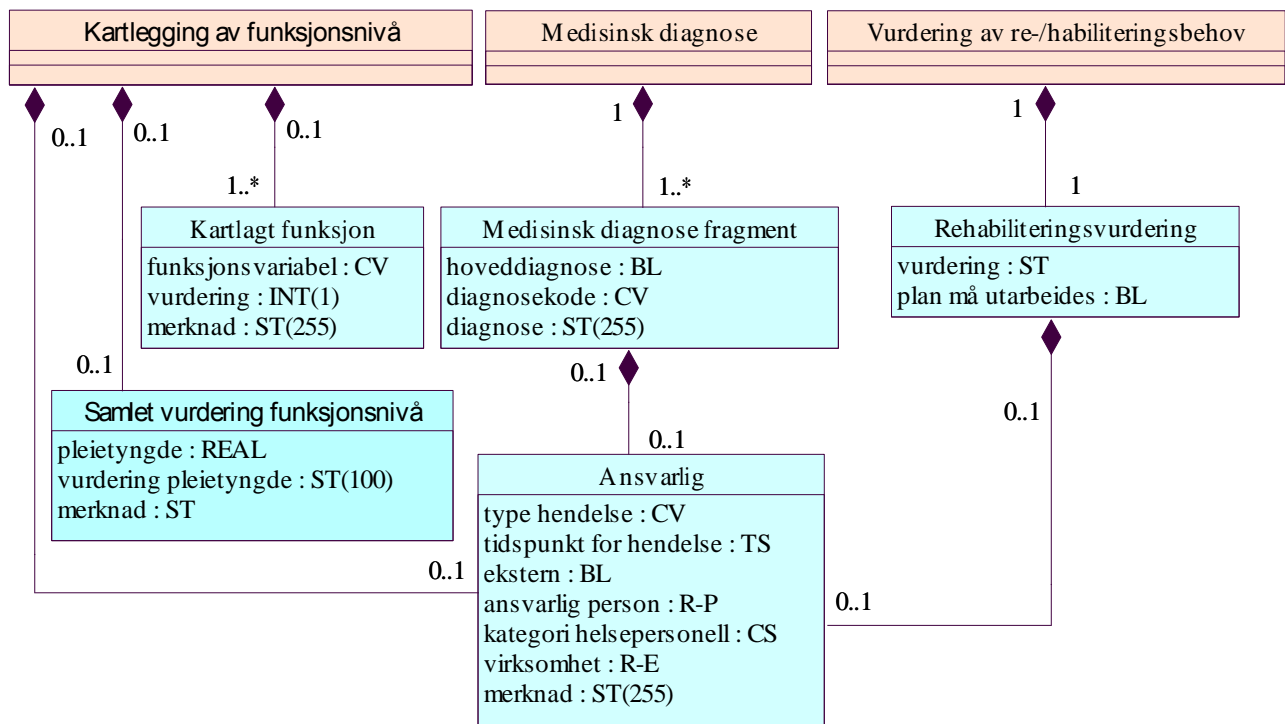 Kartlegging av funksjonsnivå
Medisinsk diagnose
Vurdering av re-/habiliteringsbehov
0..1
0..1
0..1
1
1
1..*
1..*
1
Kartlagt funksjon
funksjonsvariabel : CV
vurdering : INT(1)
merknad : ST(255)
Medisinsk diagnose fragment
hoveddiagnose : BL
diagnosekode : CV
diagnose : ST(255)
Rehabiliteringsvurdering
vurdering : ST
plan må utarbeides : BL
0..1
0..1
0..1
0..1
Samlet vurdering funksjonsnivå
pleietyngde : REAL
vurdering pleietyngde : ST(100)
merknad : ST
Ansvarlig
type hendelse : CV
tidspunkt for hendelse : TS
ekstern : BL
ansvarlig person : R-P
kategori helsepersonell : CS
virksomhet : R-E
merknad : ST(255)
0..1
0..1